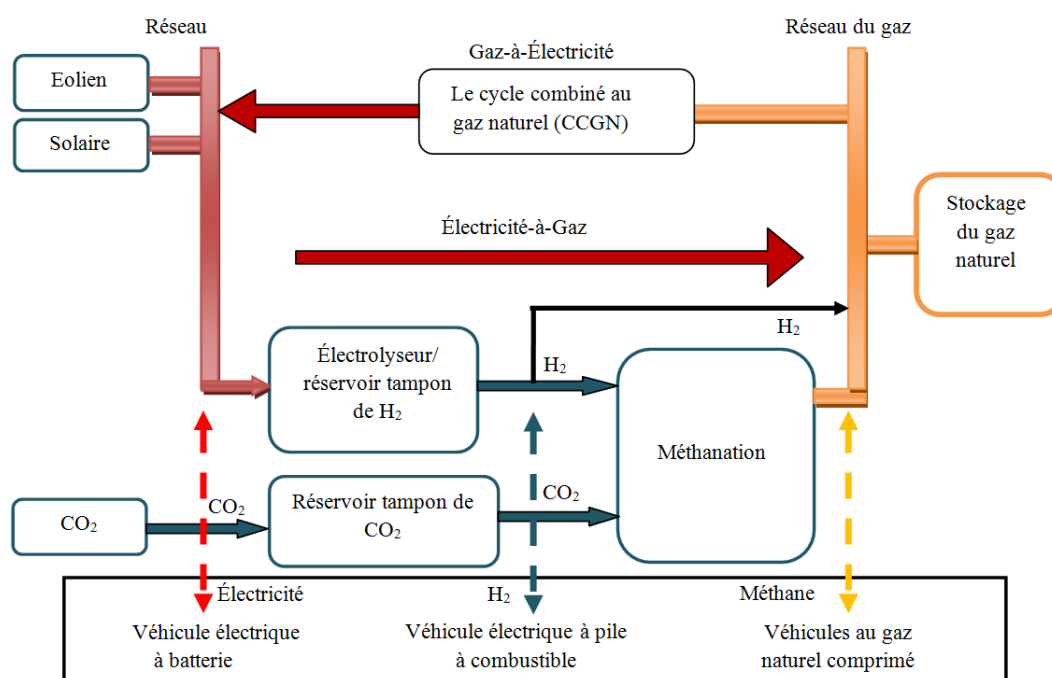 Réseau
Réseau du gaz
Gaz-à-Électricité
Eolien
Solaire
Le cycle combiné au
gaz naturel (CCGN)
Stockage
du gaz
naturel
Électricité-à-Gaz
H₂
Électrolyseur/
réservoir tampon
de H₂
H₂
Méthanation
CO₂
CO₂
Réservoir tampon de
CO₂
CO₂
Électricité
H₂
Méthane
Véhicule électrique
à batterie
Véhicule électrique à pile
à combustible
Véhicules au gaz
naturel comprimé